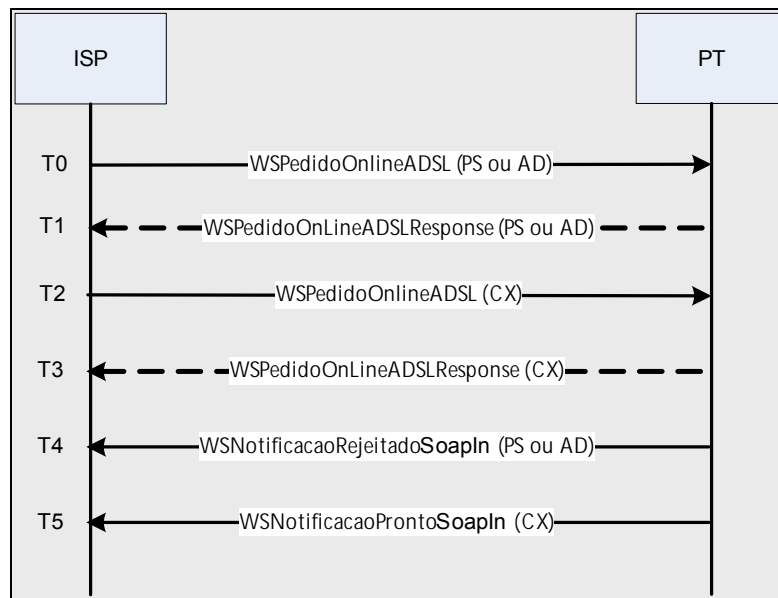 ISP
PT
T0 WSPedidoOnlineADSL (PS ou AD)
T1 WSPedidoOnLineADSLResponse (PS ou AD)
T2 WSPedidoOnlineADSL (CX)
T3 WSPedidoOnLineADSLResponse (CX)
T4 WSNotificacaoRejeitadoSoapIn (PS ou AD)
T5 WSNotificacaoProntoSoapIn (CX)